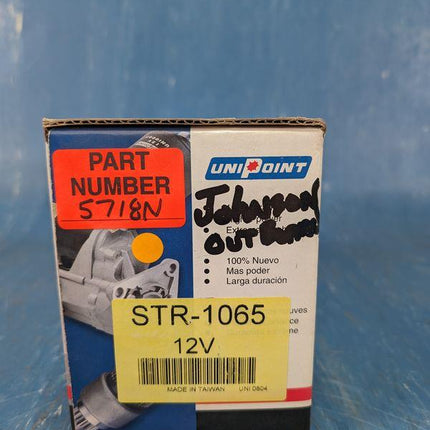 PART
NUMBER
5718N
UNIPOINT
Johnson
OUT
• 100% Nuevo
• Mas poder
• Larga duración
STR-1065
12V
MADE IN TAIWAN UNI 0804